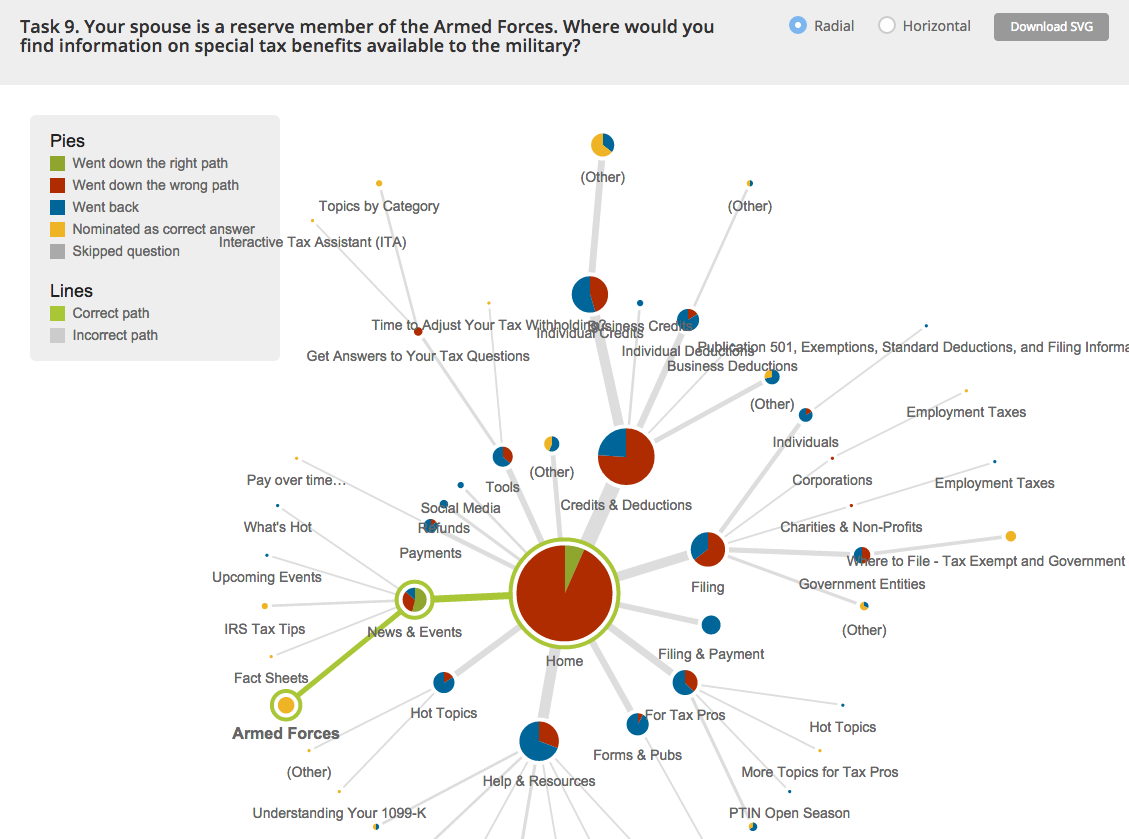 Task 9. Your spouse is a reserve member of the Armed Forces. Where would you
find information on special tax benefits available to the military?
Radial
Horizontal
Download SVG
Pies
Went down the right path
Went down the wrong path
Went back
Nominated as correct answer
Skipped question
Lines
Correct path
Incorrect path
(Other)
Topics by Category
(Other)
Interactive Tax Assistant (ITA)
Time to Adjust Your Tax Withholding?
Business Credits
Individual Credits
Publication 501, Exemptions, Standard Deductions, and Filing Informa
Individual Deductions
Get Answers to Your Tax Questions
Business Deductions
(Other)
Employment Taxes
Individuals
(Other)
Pay over time...
Tools
Corporations
Employment Taxes
Social Media
Credits & Deductions
What's Hot
Refunds
Charities & Non-Profits
Payments
Where to File - Tax Exempt and Government
Upcoming Events
Filing
Government Entities
IRS Tax Tips
News & Events
(Other)
Filing & Payment
Home
Fact Sheets
Hot Topics
For Tax Pros
Hot Topics
Armed Forces
Forms & Pubs
(Other)
Help & Resources
More Topics for Tax Pros
Understanding Your 1099-K
PTIN Open Season